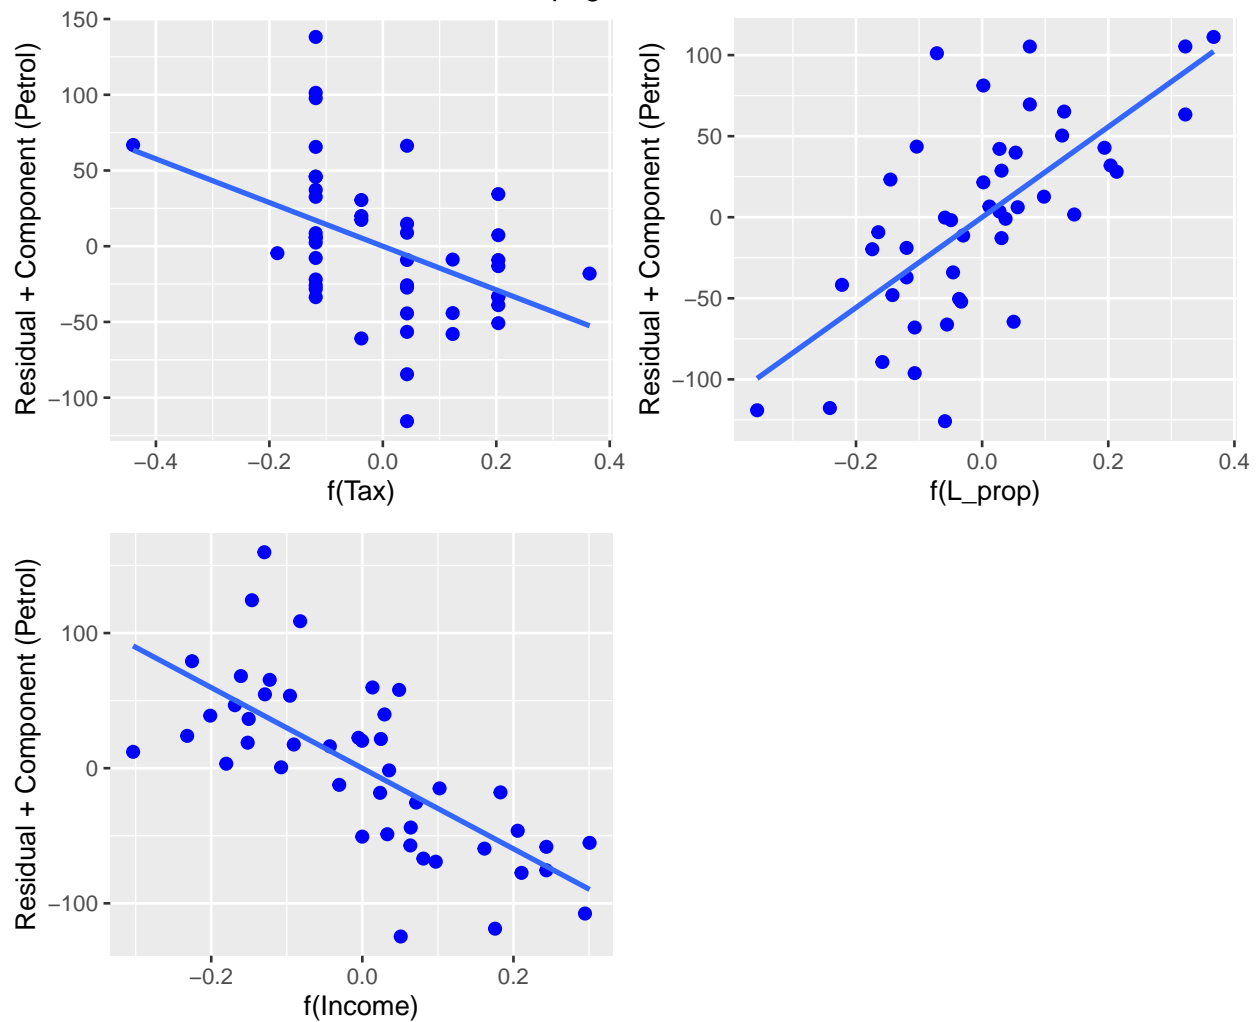 Residual + Component (Petrol)
150
100
50
0
−50
−100
−0.4 −0.2 0.0 0.2 0.4
f(Tax)
Residual + Component (Petrol)
100
50
0
−50
−100
−0.2 0.0 0.2 0.4
f(L_prop)
Residual + Component (Petrol)
100
0
−100
−0.2 0.0 0.2
f(Income)